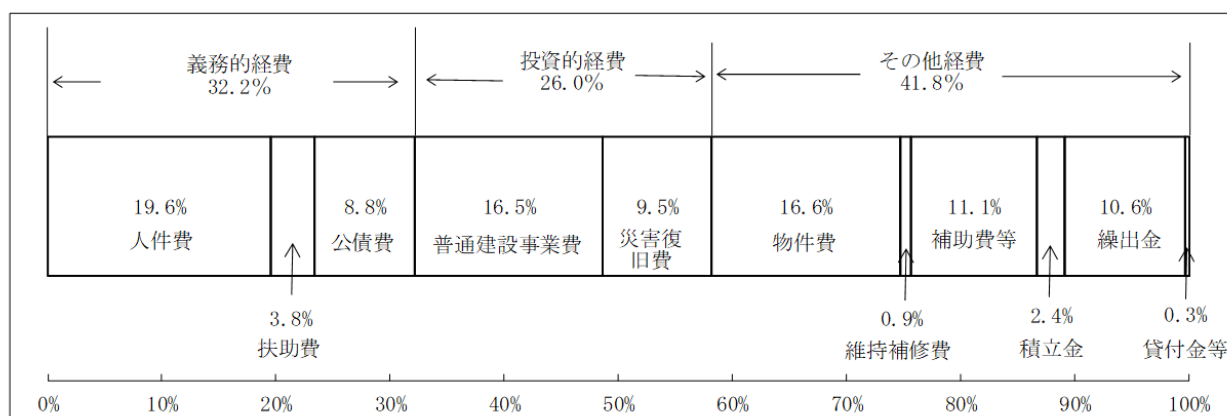 義務的経費
32.2%
投資的経費
26.0%
その他経費
41.8%
19.6%
人件費
8.8%
公債費
16.5%
普通建設事業費
9.5%
災害復
旧費
16.6%
物件費
11.1%
補助費等
10.6%
繰出金
3.8%
扶助費
0.9%
維持補修費
2.4%
積立金
0.3%
貸付金等
0% 10% 20% 30% 40% 50% 60% 70% 80% 90% 100%